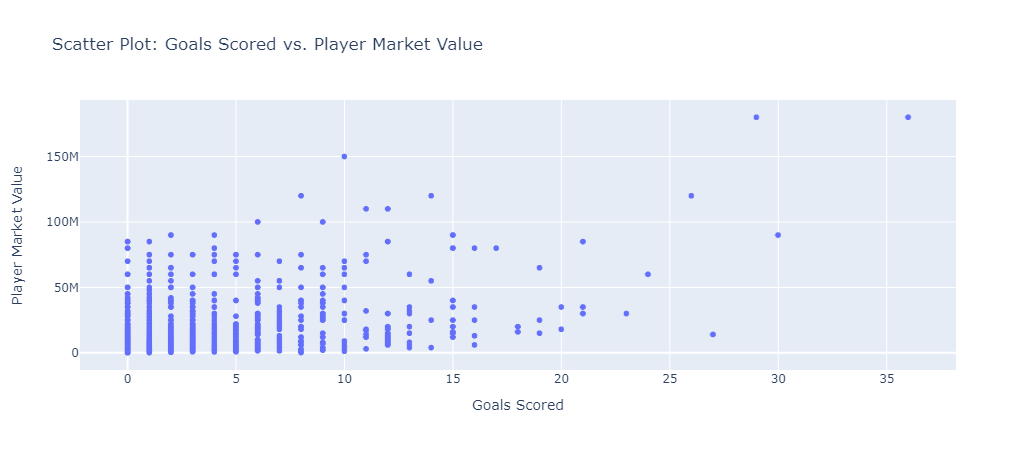 Scatter Plot: Goals Scored vs. Player Market Value
Player Market Value
150M
100M
50M
0
0 5 10 15 20 25 30 35
Goals Scored